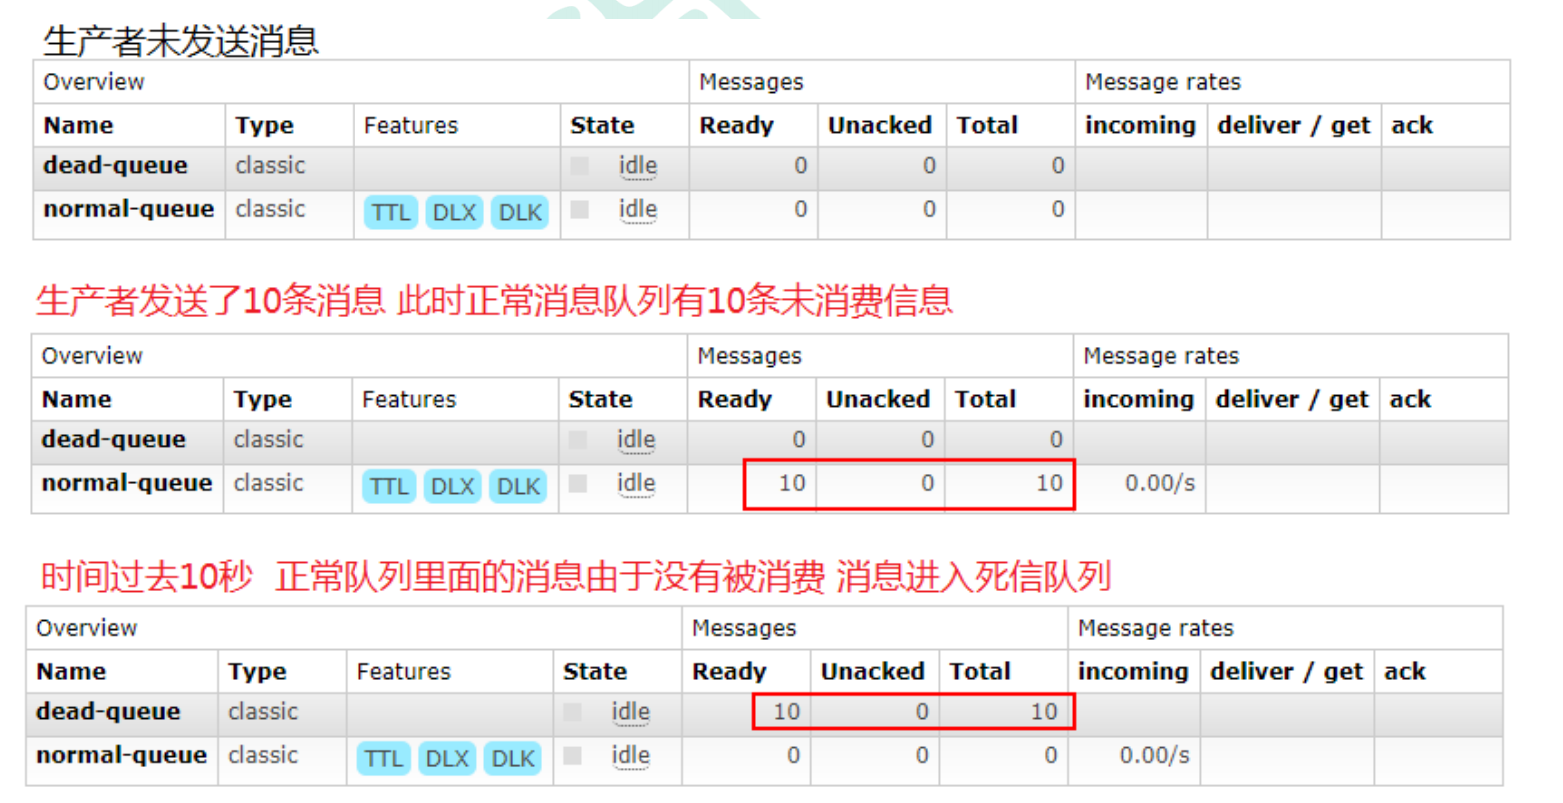 生产者未发送消息
Overview Messages Message rates
Name Type Features State Ready Unacked Total incoming deliver / get ack
dead-queue classic idle 0 0 0
normal-queue classic TTL DLX DLK idle 0 0 0
生产者发送了10条消息 此时正常消息队列有10条未消费信息
Overview Messages Message rates
Name Type Features State Ready Unacked Total incoming deliver / get ack
dead-queue classic idle 0 0 0
normal-queue classic TTL DLX DLK idle 10 0 10 0.00/s
时间过去10秒 正常队列里面的消息由于没有被消费 消息进入死信队列
Overview Messages Message rates
Name Type Features State Ready Unacked Total incoming deliver / get ack
dead-queue classic idle 10 0 10
normal-queue classic TTL DLX DLK idle 0 0 0 0.00/s